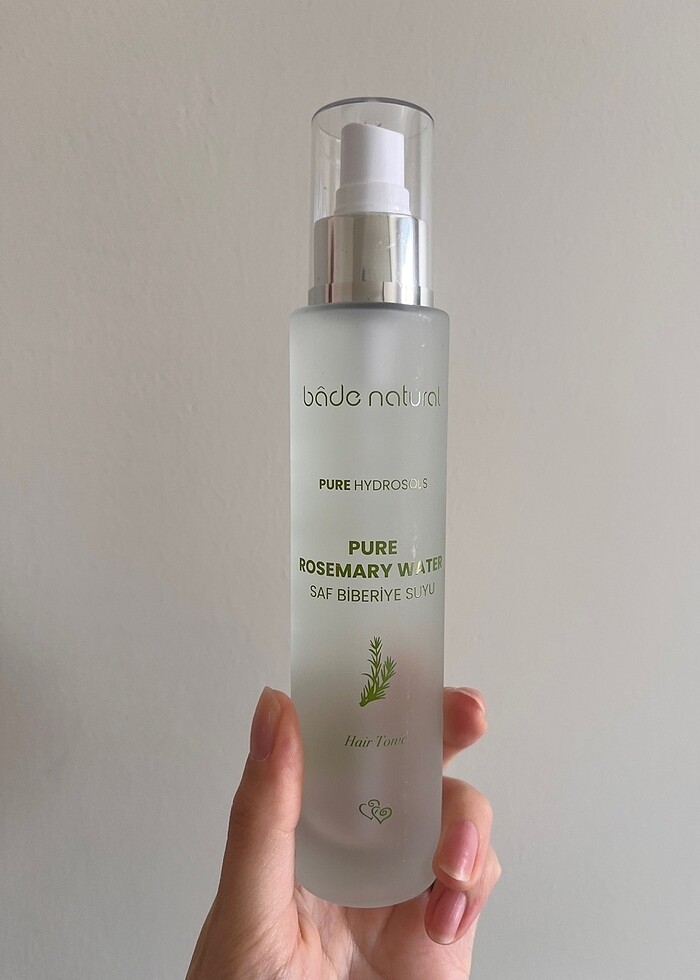 bâde natural
PURE HYDROSOLS
PURE
ROSEMARY WATER
SAF BİBERİYE SUYU
Hair Tonic